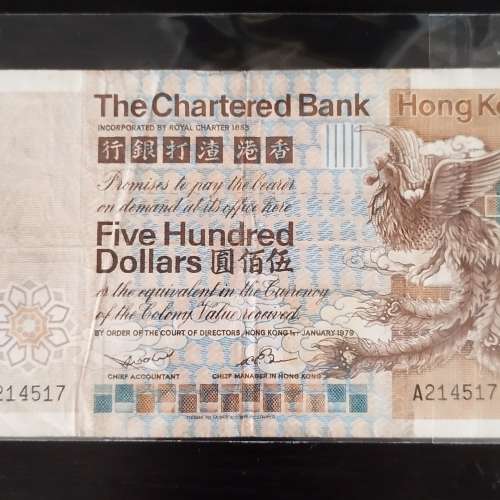 The Chartered Bank
Hong K
INCORPORATED BY ROYAL CHARTER 1853
行銀打渣港香
Promises to pay the bearer
on demand at its office here
Five Hundred
Dollars 圓佰伍
or the equivalent in the Currency
of the Colony Value received
BY ORDER OF THE COURT OF DIRECTORS, HONG KONG 1ST JANUARY 1979
CHIEF ACCOUNTANT
CHIEF MANAGER IN HONG KONG
214517
A214517